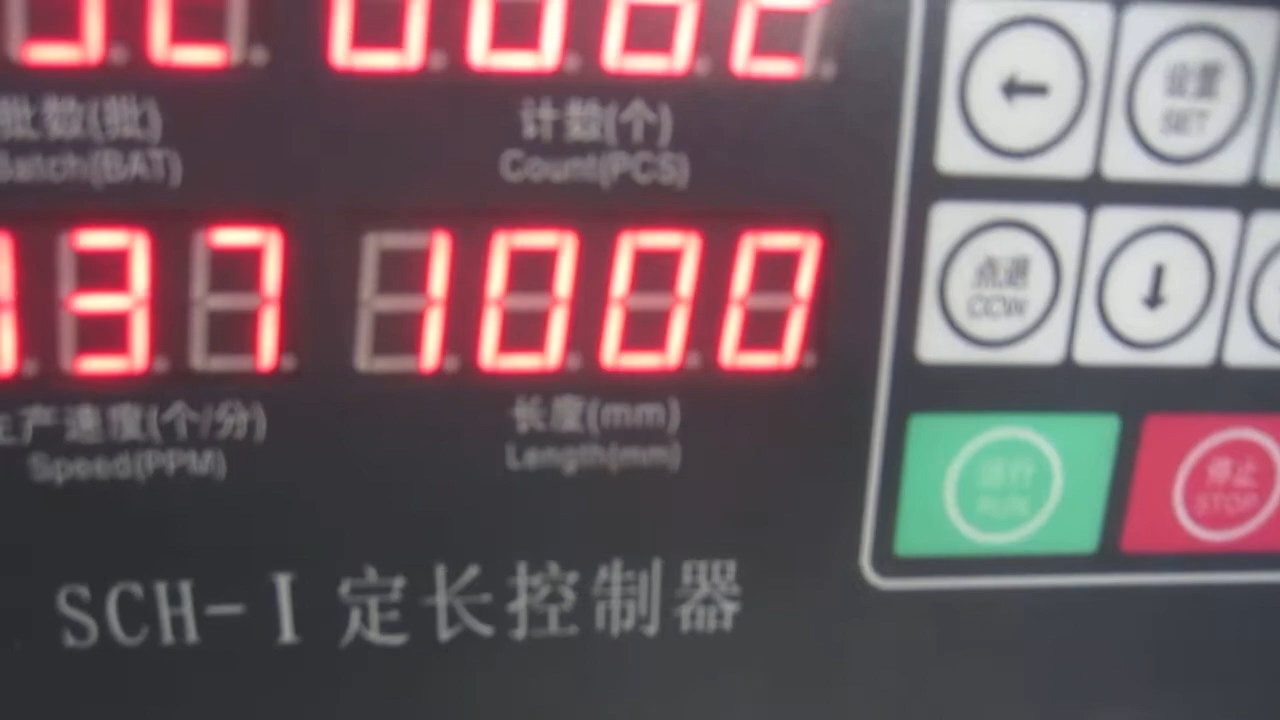 批数(批)
Batch(BAT)
计数(个)
Count(PCS)
设置
SET
137
1000
点退
CCW
生产速度(个/分)
Speed(PPM)
长度(mm)
Length(mm)
运行
RUN
停止
STOP
SCH-I 定长控制器